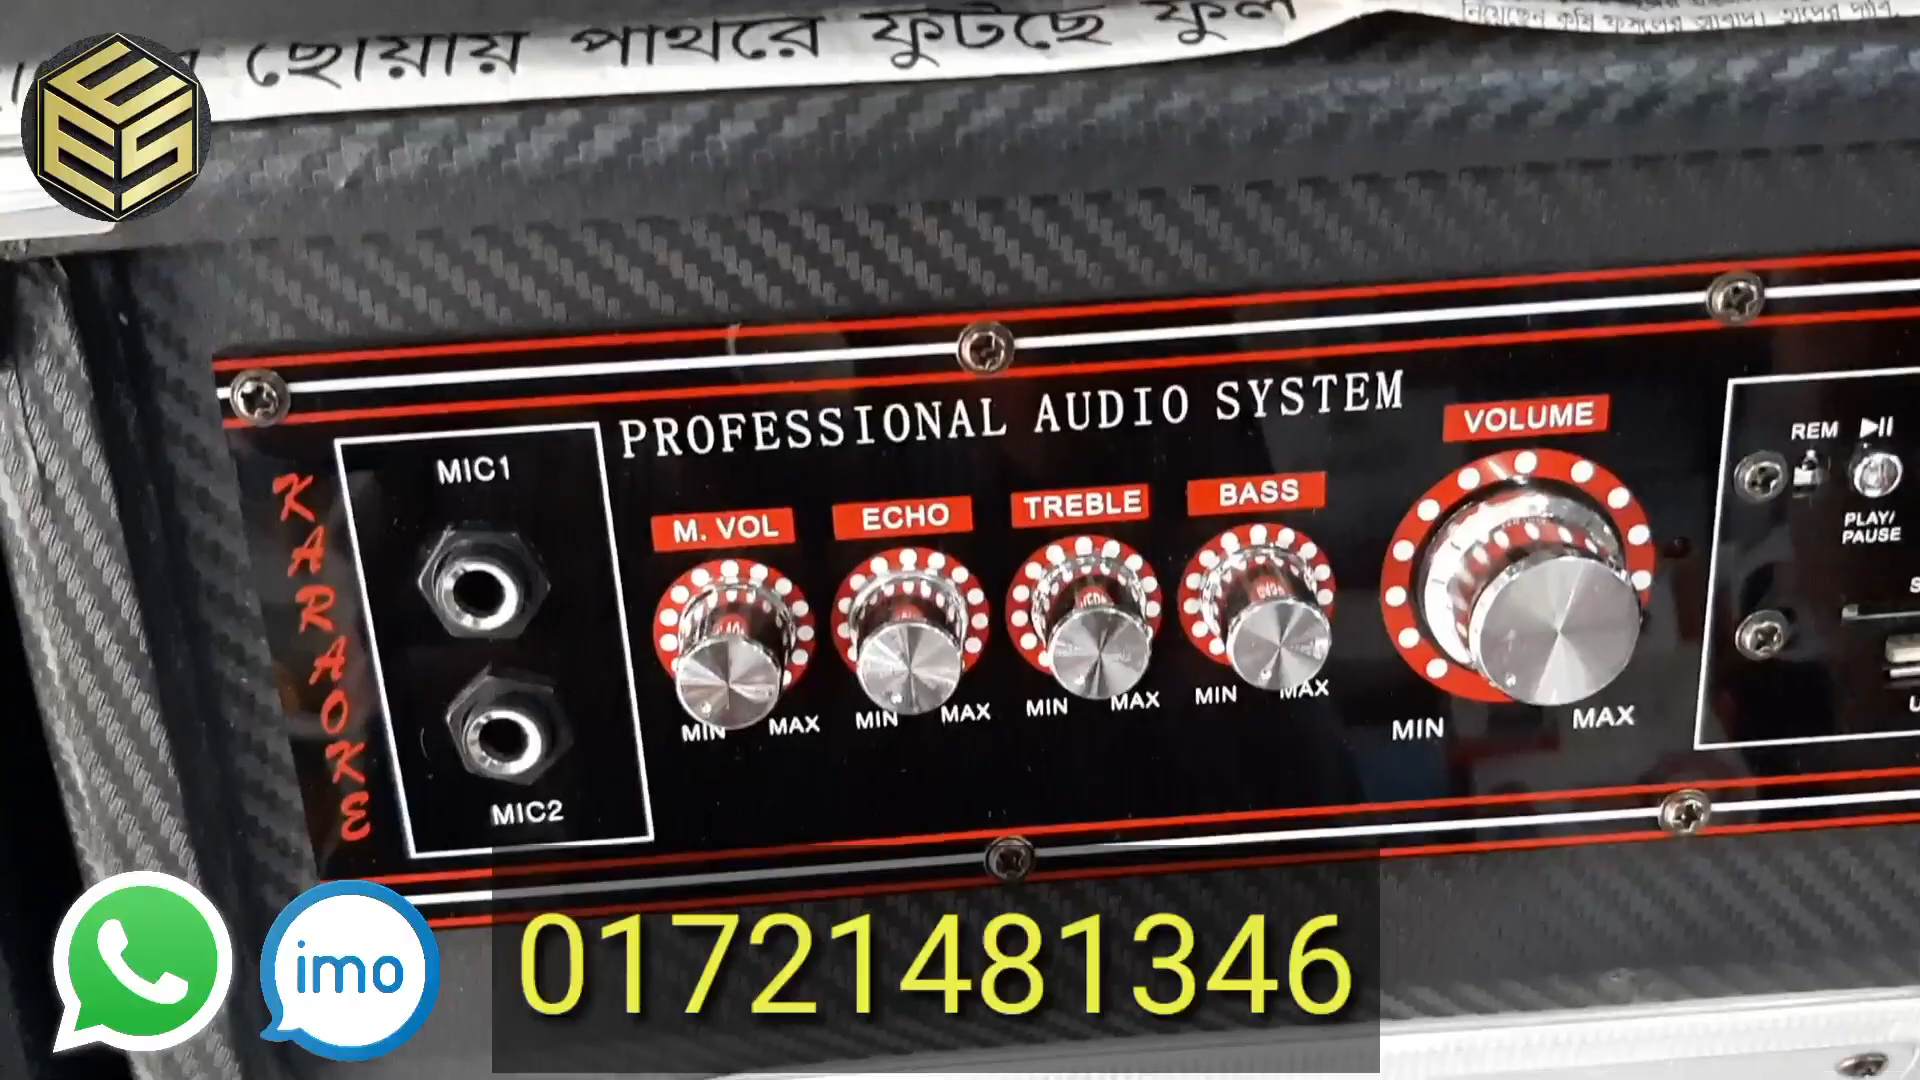 ছোয়ায় পাথরে ফুটছে ফুল
EES
PROFESSIONAL AUDIO SYSTEM
KARAOKE
MIC1
MIC2
M. VOL
MIN MAX
ECHO
MIN MAX
TREBLE
MIN MAX
BASS
MIN MAX
VOLUME
MIN MAX
REM
PLAY/
PAUSE
imo
01721481346